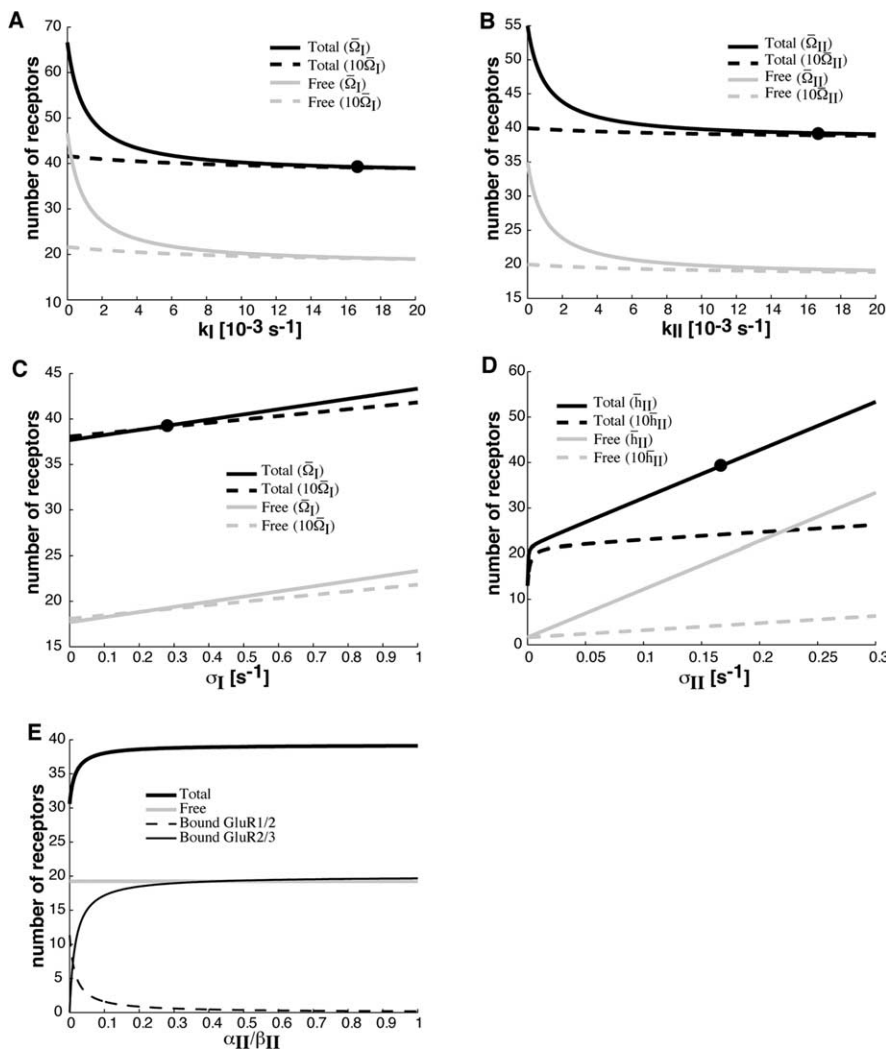 A
number of receptors
70
60
50
40
30
20
10
0 2 4 6 8 10 12 14 16 18 20
kI [10-3 s-1]
Total (Ω̄I)
Total (10Ω̄I)
Free (Ω̄I)
Free (10Ω̄I)
B
number of receptors
55
50
45
40
35
30
25
20
15
0 2 4 6 8 10 12 14 16 18 20
kII [10-3 s-1]
Total (Ω̄II)
Total (10Ω̄II)
Free (Ω̄II)
Free (10Ω̄II)
C
number of receptors
45
40
35
30
25
20
15
0 0.1 0.2 0.3 0.4 0.5 0.6 0.7 0.8 0.9 1
σI [s-1]
Total (Ω̄I)
Total (10Ω̄I)
Free (Ω̄I)
Free (10Ω̄I)
D
number of receptors
60
50
40
30
20
10
0
0 0.05 0.1 0.15 0.2 0.25 0.3
σII [s-1]
Total (h̄II)
Total (10h̄II)
Free (h̄II)
Free (10h̄II)
E
number of receptors
40
35
30
25
20
15
10
5
0
0 0.1 0.2 0.3 0.4 0.5 0.6 0.7 0.8 0.9 1
αII/βII
Total
Free
Bound GluR1/2
Bound GluR2/3